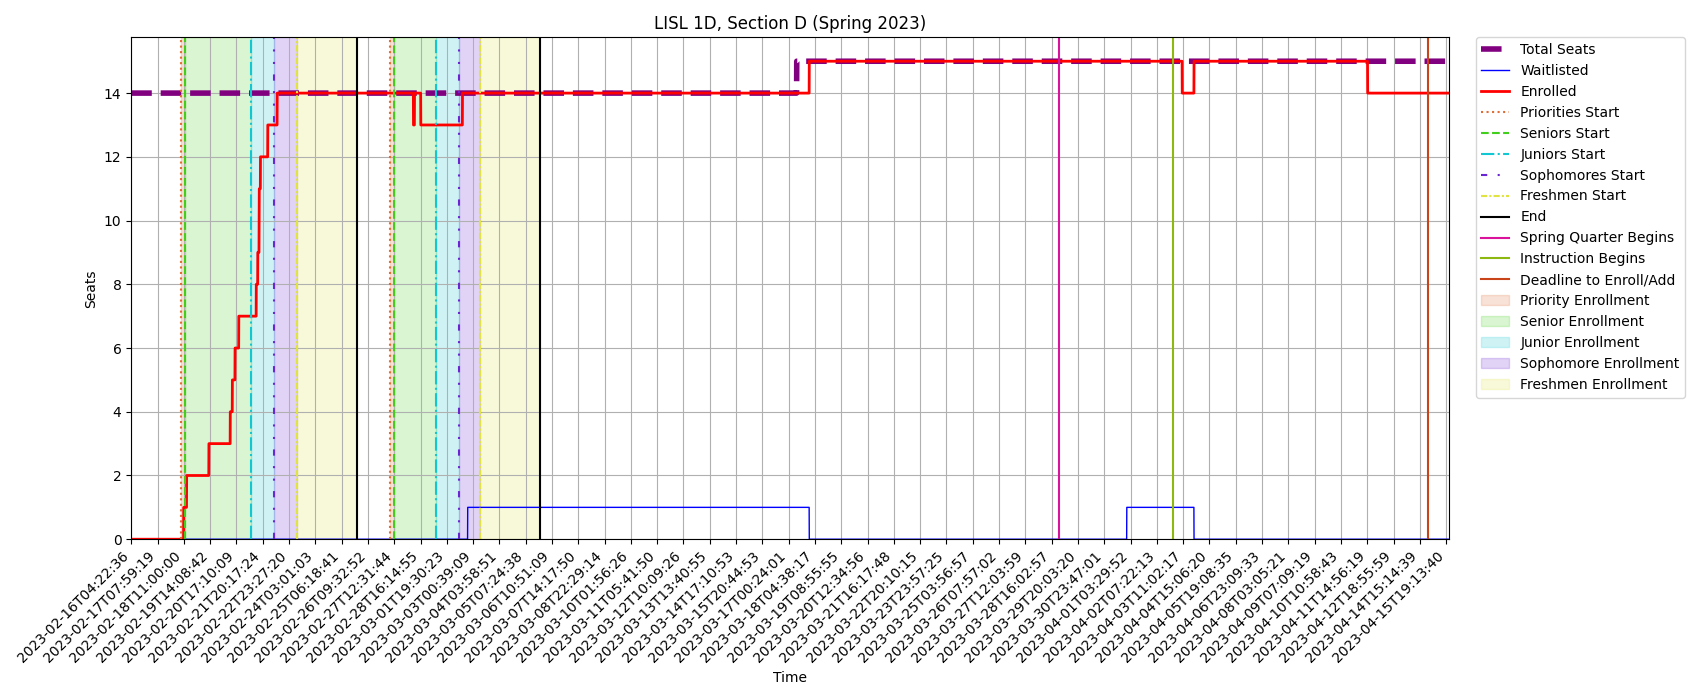 LISL 1D, Section D (Spring 2023)
Seats
14
12
10
8
6
4
2
0
2023-02-16T04:22:36
2023-02-17T07:59:19
2023-02-18T11:00:00
2023-02-19T14:08:42
2023-02-20T17:10:09
2023-02-21T20:17:24
2023-02-22T23:27:20
2023-02-24T03:01:03
2023-02-25T06:18:41
2023-02-26T09:32:52
2023-02-27T12:31:44
2023-02-28T16:14:55
2023-03-01T19:30:23
2023-03-03T00:39:09
2023-03-04T03:58:51
2023-03-05T07:24:38
2023-03-06T10:51:09
2023-03-07T14:17:50
2023-03-08T22:29:14
2023-03-10T01:56:26
2023-03-11T05:41:50
2023-03-12T10:09:26
2023-03-13T13:40:55
2023-03-14T17:10:53
2023-03-15T20:44:53
2023-03-17T00:24:01
2023-03-18T04:38:17
2023-03-19T08:55:55
2023-03-20T12:34:56
2023-03-21T16:17:48
2023-03-22T20:10:15
2023-03-23T23:57:25
2023-03-25T03:56:57
2023-03-26T07:57:02
2023-03-27T12:03:59
2023-03-28T16:02:57
2023-03-29T20:03:20
2023-03-30T23:47:01
2023-04-01T03:29:52
2023-04-02T07:22:13
2023-04-03T11:02:17
2023-04-04T15:06:20
2023-04-05T19:08:35
2023-04-06T23:09:33
2023-04-08T03:05:21
2023-04-09T07:09:19
2023-04-10T10:58:43
2023-04-11T14:56:19
2023-04-12T18:55:59
2023-04-14T15:14:39
2023-04-15T19:13:40
Time
Total Seats
Waitlisted
Enrolled
Priorities Start
Seniors Start
Juniors Start
Sophomores Start
Freshmen Start
End
Spring Quarter Begins
Instruction Begins
Deadline to Enroll/Add
Priority Enrollment
Senior Enrollment
Junior Enrollment
Sophomore Enrollment
Freshmen Enrollment